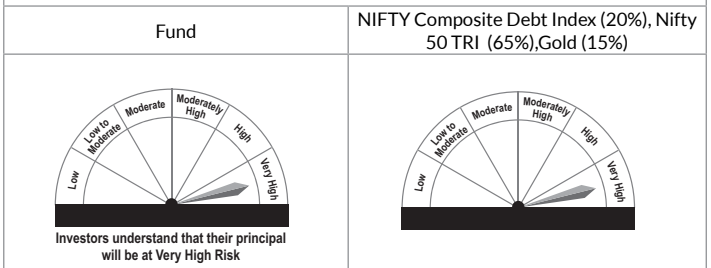 Fund
NIFTY Composite Debt Index (20%), Nifty
50 TRI (65%),Gold (15%)
Low
Low to
Moderate
Moderate
Moderately
High
High
Very High
Investors understand that their principal
will be at Very High Risk
Low
Low to
Moderate
Moderate
Moderately
High
High
Very High